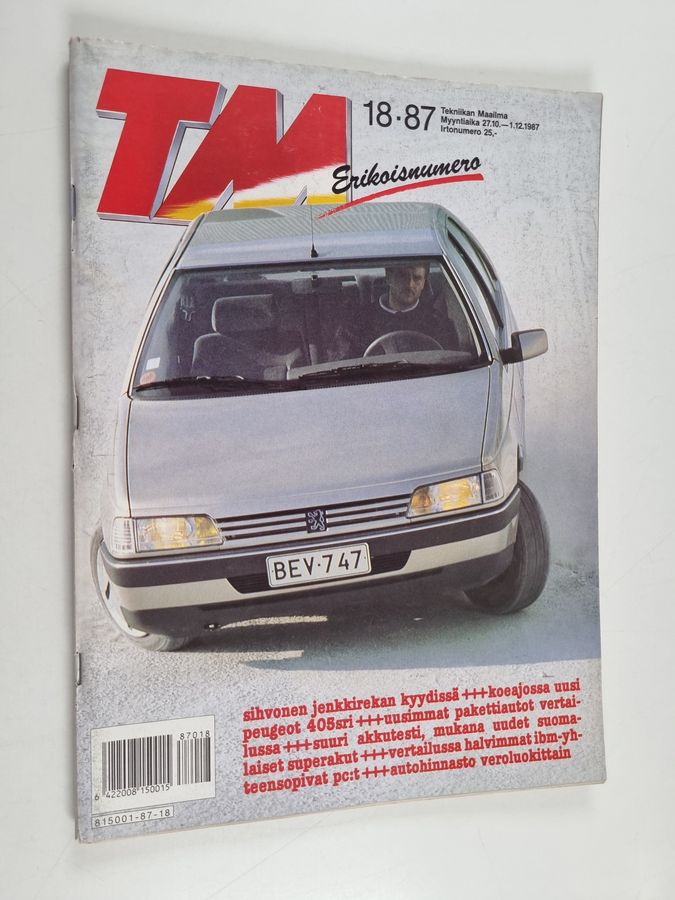 TM
18·87
Tekniikan Maailma
Myyntiaika 27.10.—1.12.1987
Irtonumero 25,-
Erikoisnumero
BEV-747
sihvonen jenkkirekan kyydissä +++koeajossa uusi
peugeot 405sri+++uusimmat pakettiautot vertai-
lussa+++suuri akkutesti, mukana uudet suoma-
laiset superakut+++vertailussa halvimmat ibm-yh-
teensopivat pc:t+++autohinnasto veroluokittain
87018
6 422008 150015
815001-87-18